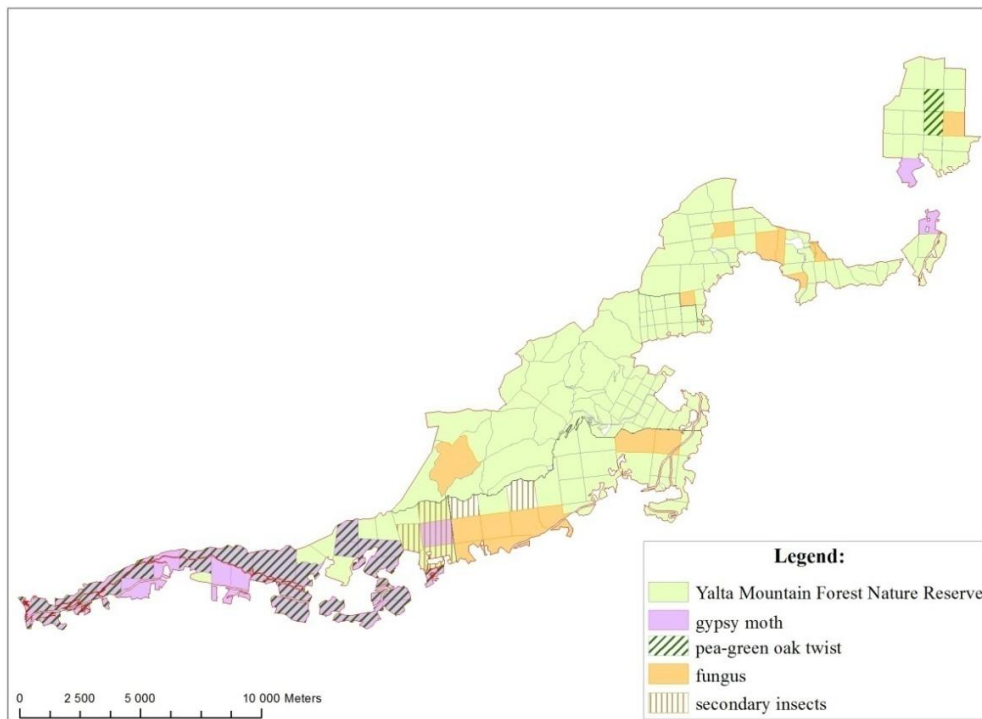 Legend:
Yalta Mountain Forest Nature Reserve
gypsy moth
pea-green oak twist
fungus
secondary insects
0 2 500 5 000 10 000 Meters